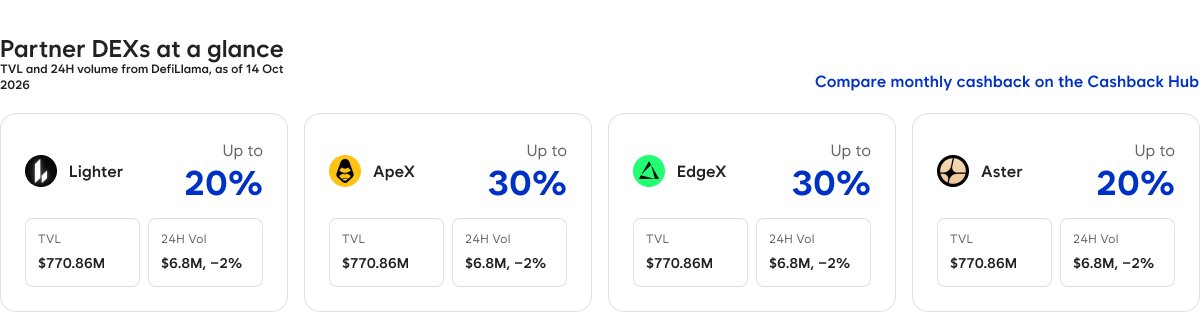 Partner DEXs at a glance
TVL and 24H volume from DefiLlama, as of 14 Oct
2026
Compare monthly cashback on the Cashback Hub
Lighter
Up to
20%
TVL
$770.86M
24H Vol
$6.8M, −2%
ApeX
Up to
30%
TVL
$770.86M
24H Vol
$6.8M, −2%
EdgeX
Up to
30%
TVL
$770.86M
24H Vol
$6.8M, −2%
Aster
Up to
20%
TVL
$770.86M
24H Vol
$6.8M, −2%